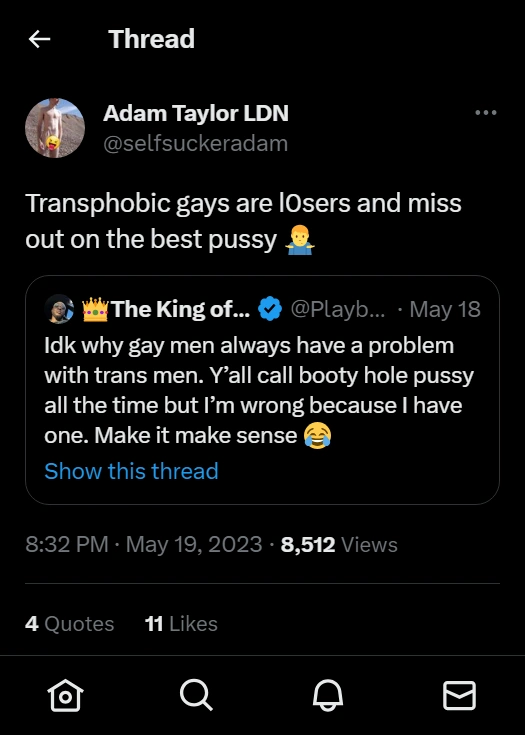 Thread
Adam Taylor LDN
@selfsuckeradam
Transphobic gays are l0sers and miss
out on the best pussy 🤷‍♂️
👑The King of... @Playb... · May 18
Idk why gay men always have a problem
with trans men. Y’all call booty hole pussy
all the time but I’m wrong because I have
one. Make it make sense 😂
Show this thread
8:32 PM · May 19, 2023 · 8,512 Views
4 Quotes 11 Likes